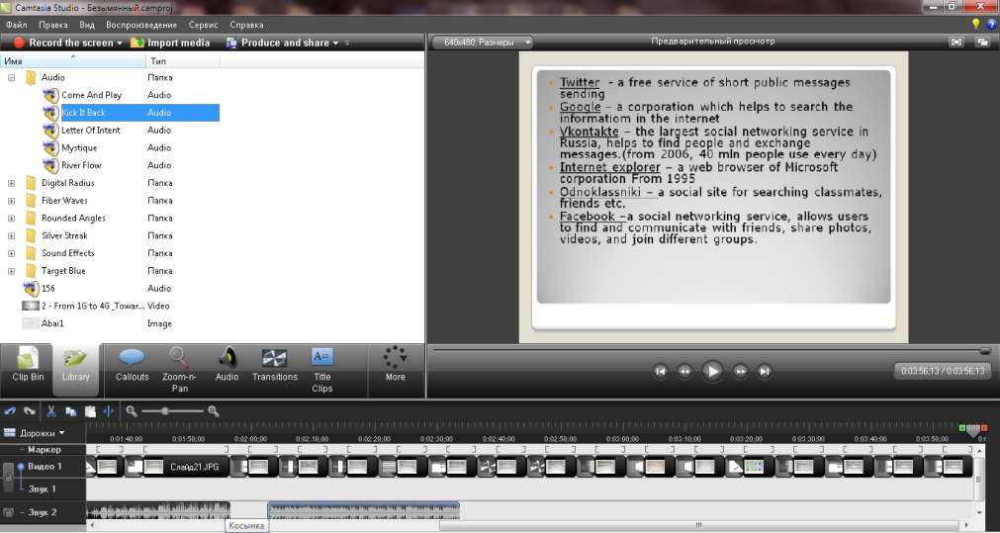 Camtasia Studio - Безымянный.camproj
Файл Правка Вид Воспроизведение Сервис Справка
Record the screen Import media Produce and share
640x480, Размеры
Предварительный просмотр
Имя Тип
Audio Папка
Come And Play Audio
Kick It Back Audio
Letter Of Intent Audio
Mystique Audio
River Flow Audio
Digital Radius Папка
Fiber Waves Папка
Rounded Angles Папка
Silver Streak Папка
Sound Effects Папка
Target Blue Папка
156 Audio
2 - From 1G to 4G _Towar... Video
Abai1 Image
Twitter - a free service of short public messages
sending
Google – a corporation which helps to search the
informatiom in the internet
Vkontakte – the largest social networking service in
Russia, helps to find people and exchange
messages.(from 2006, 40 mln people use every day)
Internet explorer – a web browser of Microsoft
corporation From 1995
Odnoklassniki – a social site for searching classmates,
friends etc.
Facebook –a social networking service, allows users
to find and communicate with friends, share photos,
videos, and join different groups.
Clip Bin Library Callouts Zoom-n-Pan Audio Transitions Title Clips More
0:03:56;13 / 0:03:56;13
Дорожки
0:01:40;00 0:01:50;00 0:02:00;00 0:02:10;00 0:02:20;00 0:02:30;00 0:02:40;00 0:02:50;00 0:03:00;00 0:03:10;00 0:03:20;00 0:03:30;00 0:03:40;00 0:03:50;00
Маркер
Видео 1
Слайд21.JPG
Звук 1
Звук 2
Косынка